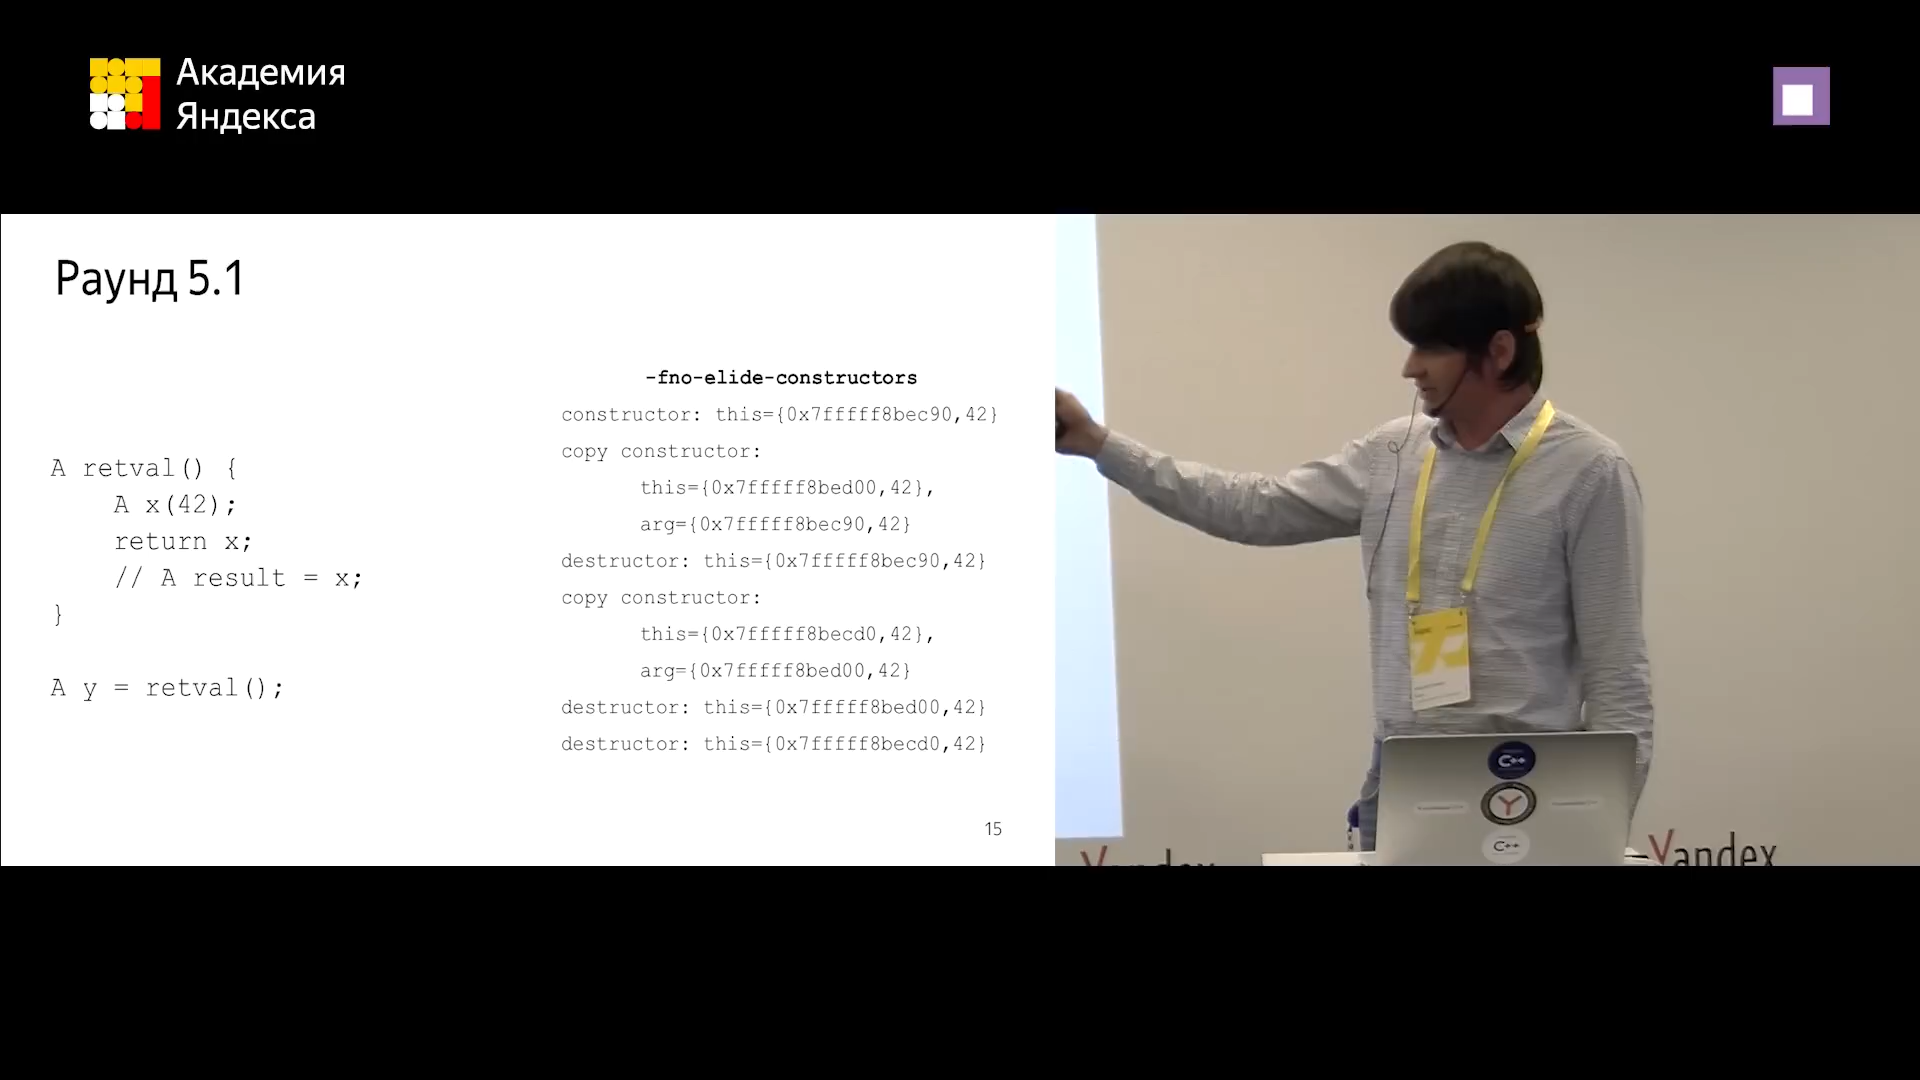 Академия
Яндекса
Раунд 5.1
A retval() {
A x(42);
return x;
// A result = x;
}
A y = retval();
-fno-elide-constructors
constructor: this={0x7fffff8bec90,42}
copy constructor:
this={0x7fffff8bed00,42},
arg={0x7fffff8bec90,42}
destructor: this={0x7fffff8bec90,42}
copy constructor:
this={0x7fffff8becd0,42},
arg={0x7fffff8bed00,42}
destructor: this={0x7fffff8bed00,42}
destructor: this={0x7fffff8becd0,42}
15
C++
Y
C++
Yandex
Yandex